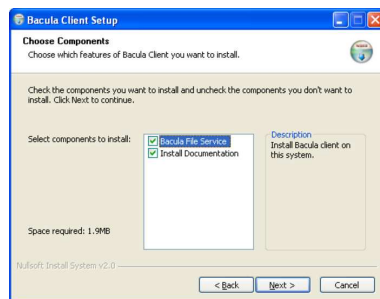 Bacula Client Setup
Choose Components
Choose which features of Bacula Client you want to install.
Check the components you want to install and uncheck the components you don't want to
install. Click Next to continue.
Select components to install:
Bacula File Service
Install Documentation
Description
Install Bacula client on
this system.
Space required: 1.9MB
Nullsoft Install System v2.0
< Back
Next >
Cancel